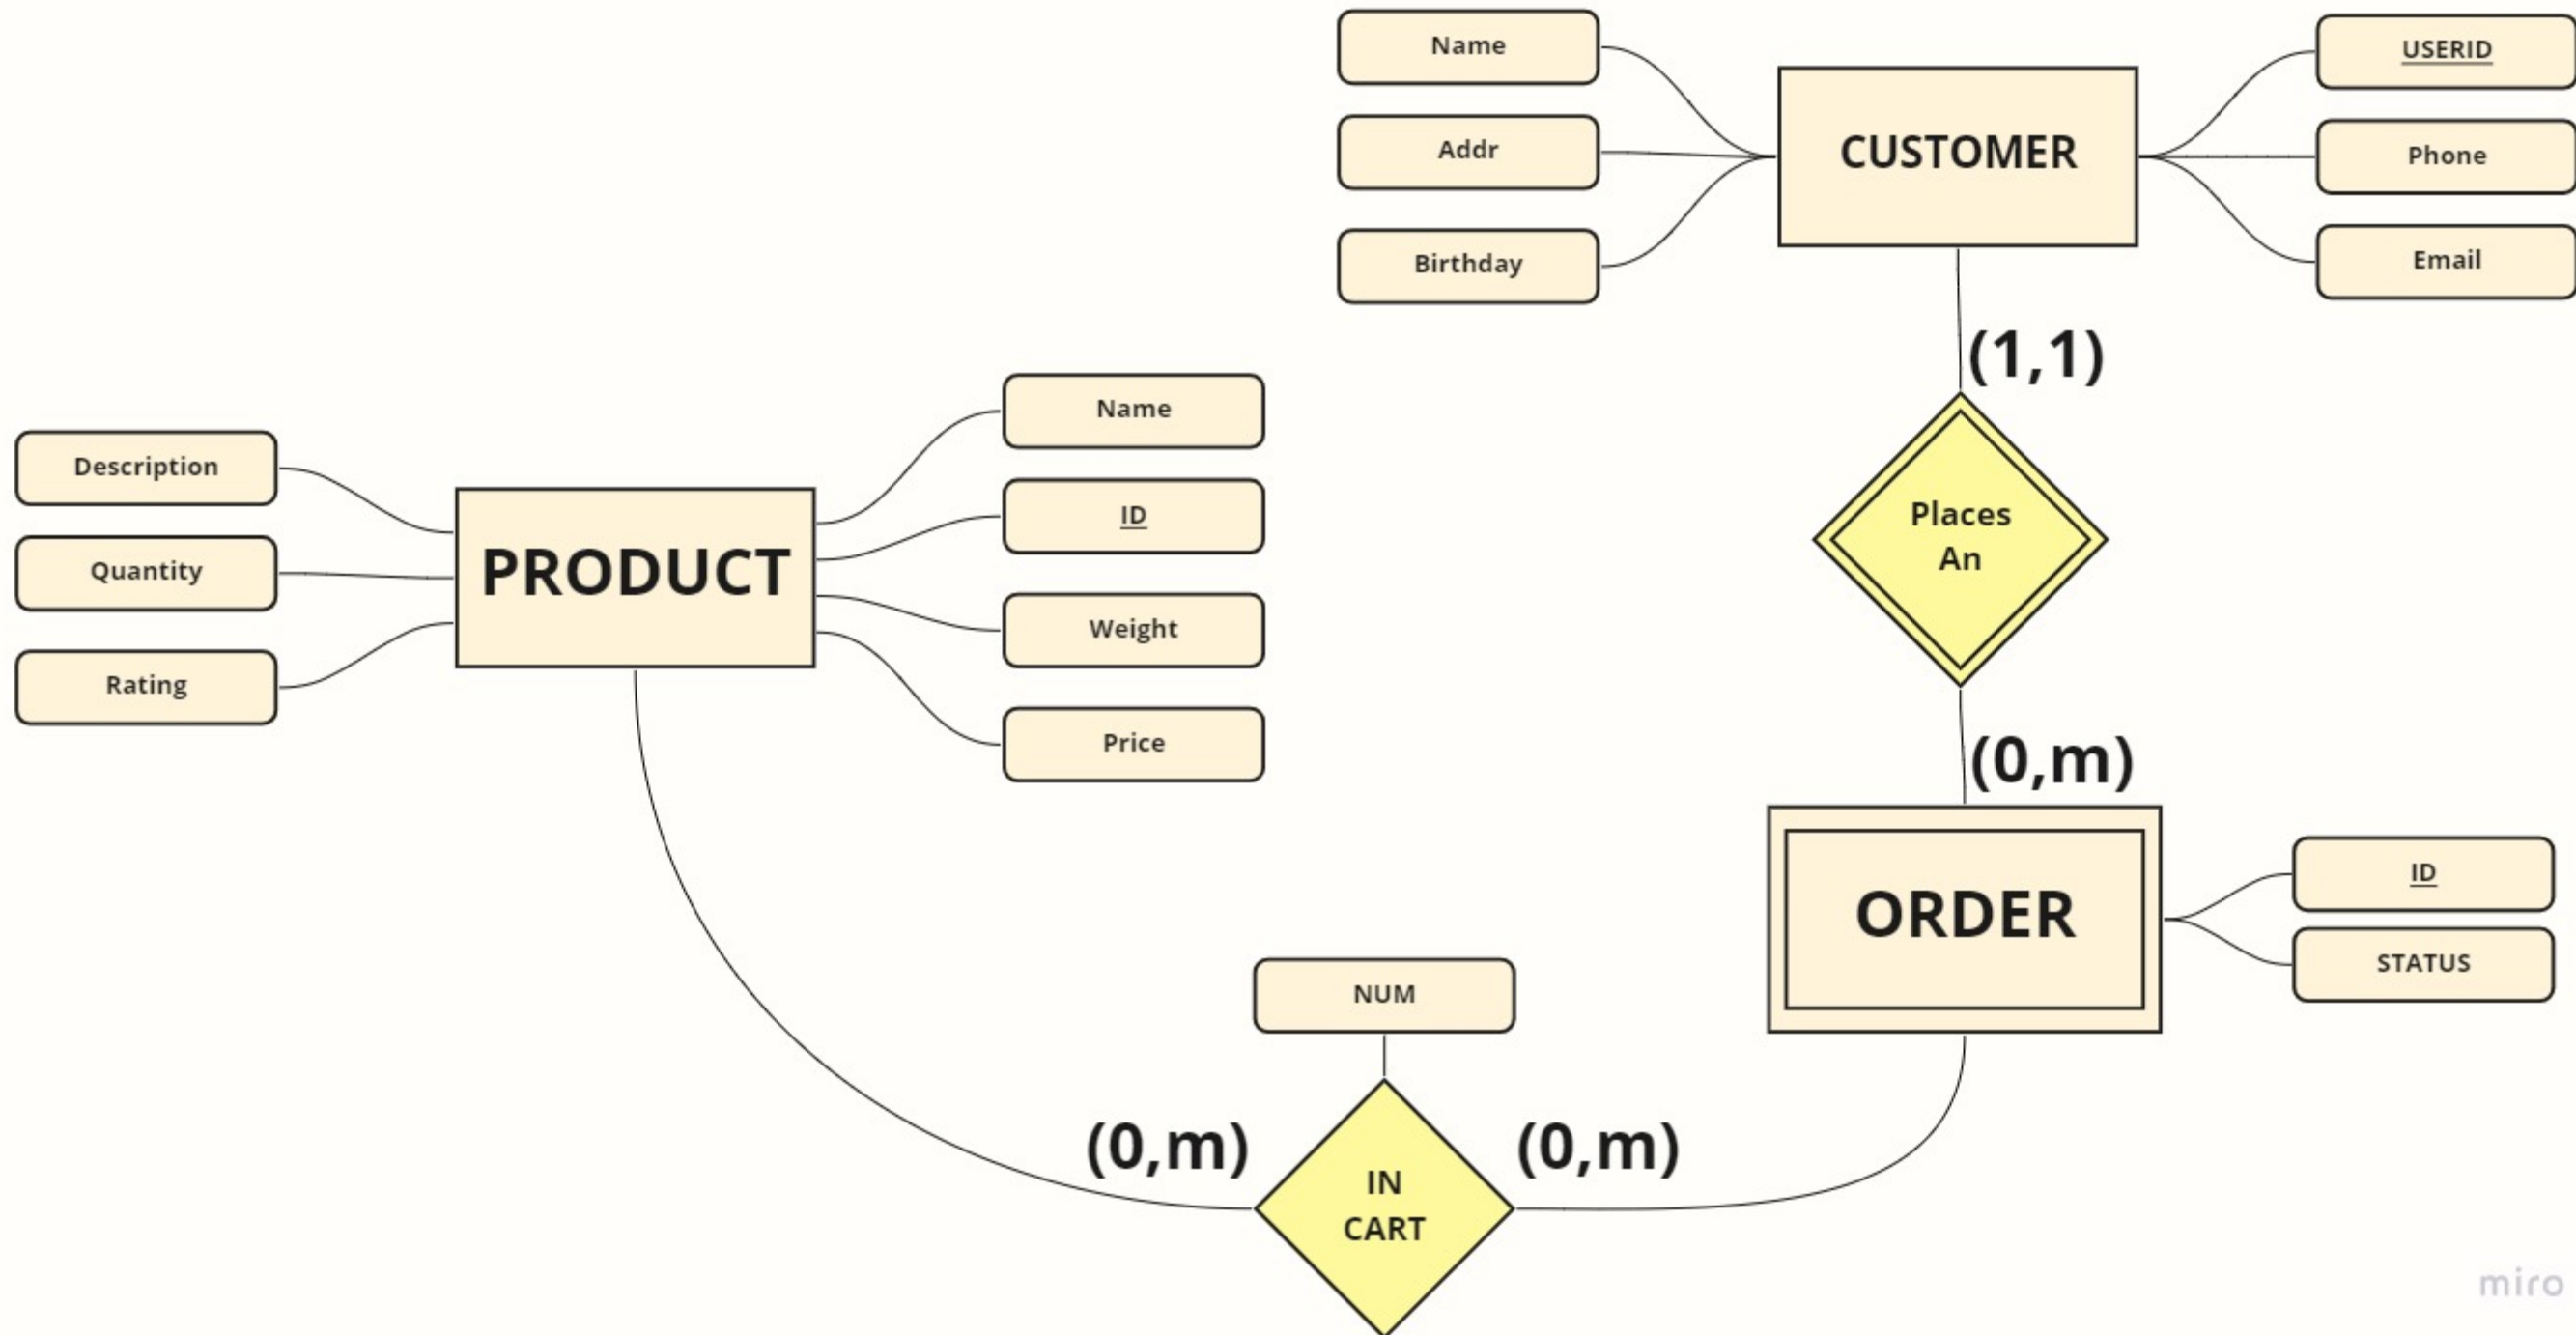 Name
Addr
Birthday
CUSTOMER
USERID
Phone
Email
(1,1)
Places
An
(0,m)
Description
Quantity
Rating
PRODUCT
Name
ID
Weight
Price
ORDER
ID
STATUS
NUM
(0,m)
IN
CART
(0,m)
miro